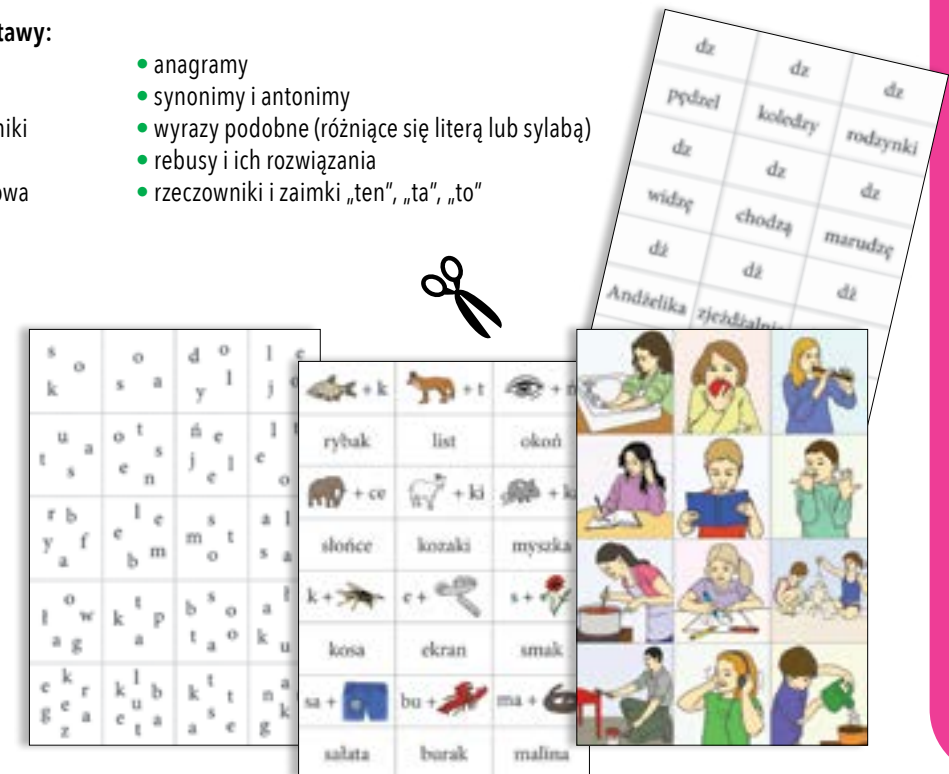 tawy:
• anagramy
• synonimy i antonimy
niki
• wyrazy podobne (różniące się literą lub sylabą)
• rebusy i ich rozwiązania
owa
• rzeczowniki i zaimki „ten”, „ta”, „to”
dz dz dz
pędzel koledzy rodzynki
dz dz dz
widzę chodzą marudzę
dż dż dż
Andżelika
s o k
o s a
d o y l
l e j
u a t s
o t s e n
ń e j l e
l e o
r b y f a
l e e b m
s m t o
a l s a
o w a g
k t p a
b s o t a o
a k u
e k r g e a z
k l b u e t a
k t t s a e
n a g k
+ k + t +
rybak list okoń
+ ce + ki + k
słońce kozaki myszka
k + e + s +
kosa ekran smak
sa + bu + ma +
sałata burak malina